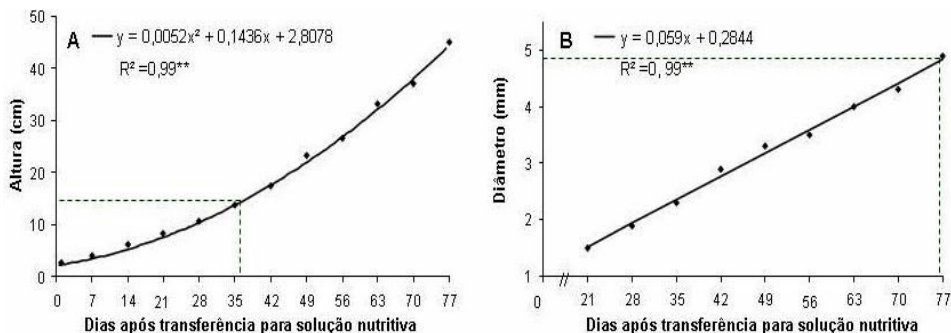 A
y = 0,0052x² + 0,1436x + 2,8078
R² =0,99**
Altura (cm)
50
40
30
20
10
0
0 7 14 21 28 35 42 49 56 63 70 77
Dias após transferência para solução nutritiva
B
y = 0,059x + 0,2844
R² =0, 99**
Diâmetro (mm)
5
4
3
2
1
0 21 28 35 42 49 56 63 70 77
Dias após transferência para solução nutritiva